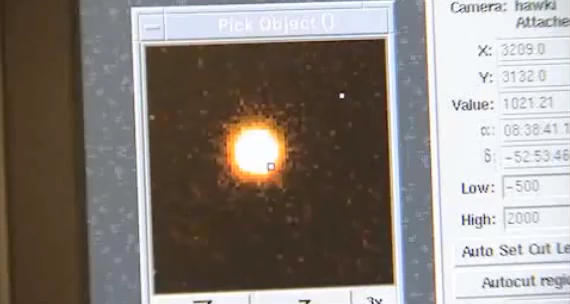 Pick Object ()
Camera: hawki
Attache
X: 3209.0
Y: 3132.0
Value: 1021.21
α: 08:38:41.1
δ: -52:53:46
Low: -500
High: 2000
Auto Set Cut Le
Autocut regi
Z
z
3x